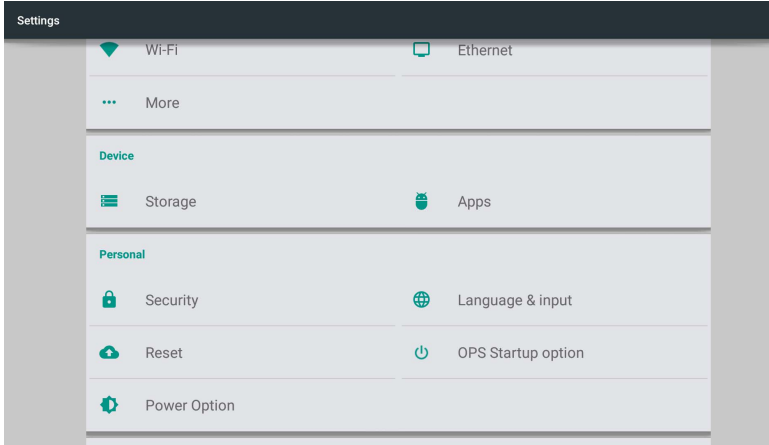 Settings
Wi-Fi
Ethernet
More
Device
Storage
Apps
Personal
Security
Language & input
Reset
OPS Startup option
Power Option